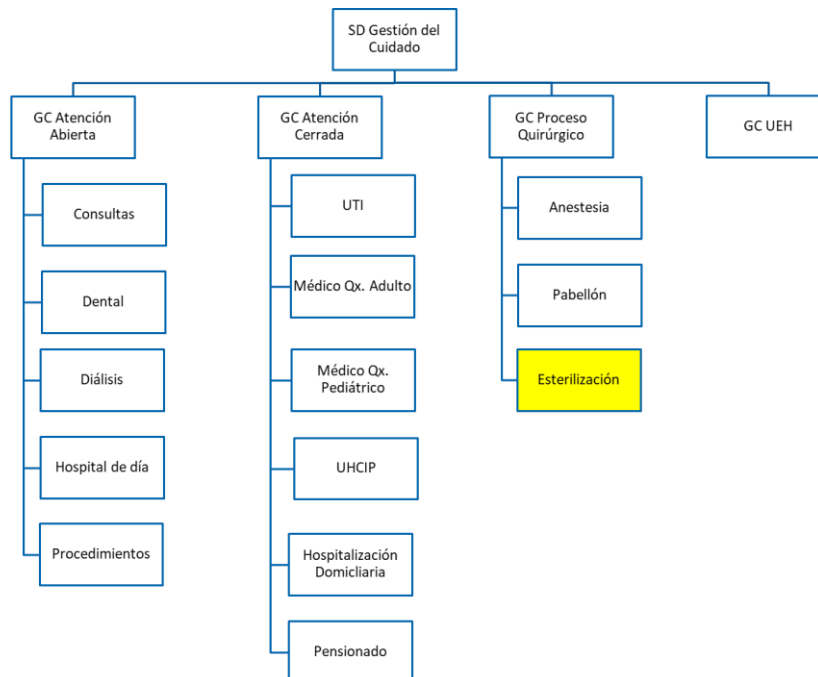 SD Gestión del
Cuidado
GC Atención
Abierta
GC Atención
Cerrada
GC Proceso
Quirúrgico
GC UEH
Consultas
Dental
Diálisis
Hospital de día
Procedimientos
UTI
Médico Qx. Adulto
Médico Qx.
Pediátrico
UHCIP
Hospitalización
Domicliaria
Pensionado
Anestesia
Pabellón
Esterilización